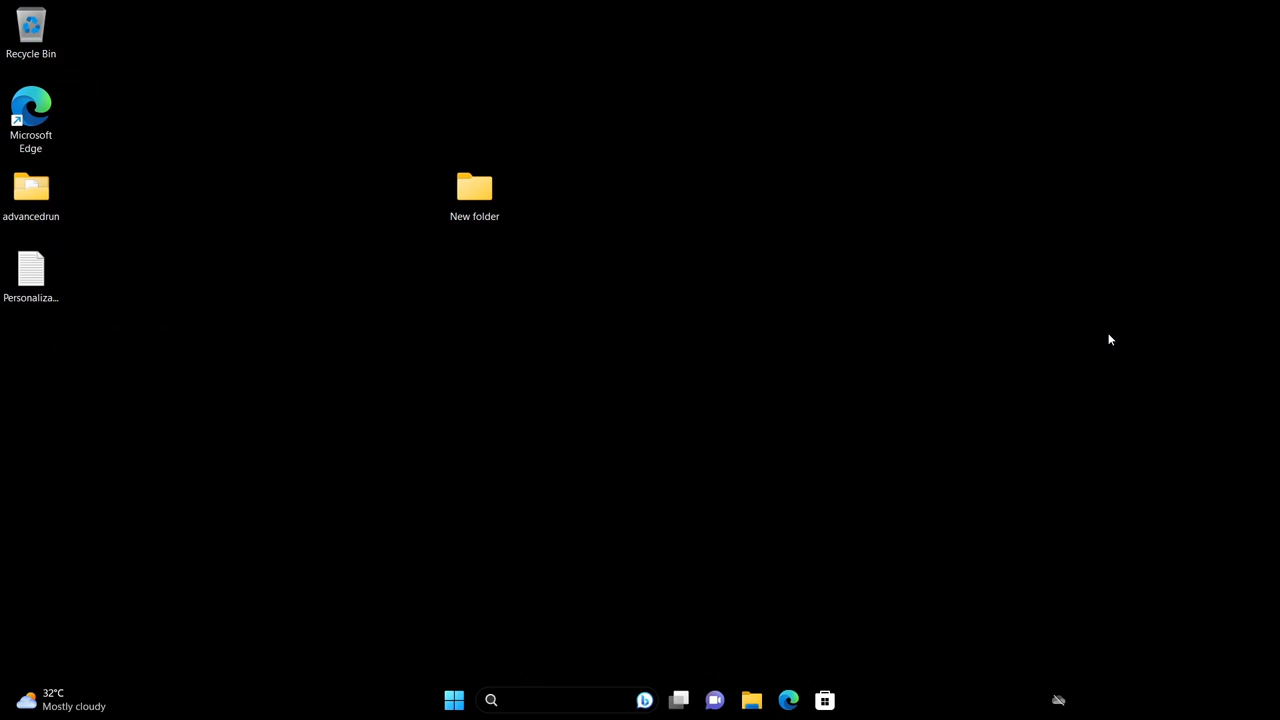 Recycle Bin
Microsoft
Edge
advancedrun
New folder
Personaliza...
32°C
Mostly cloudy